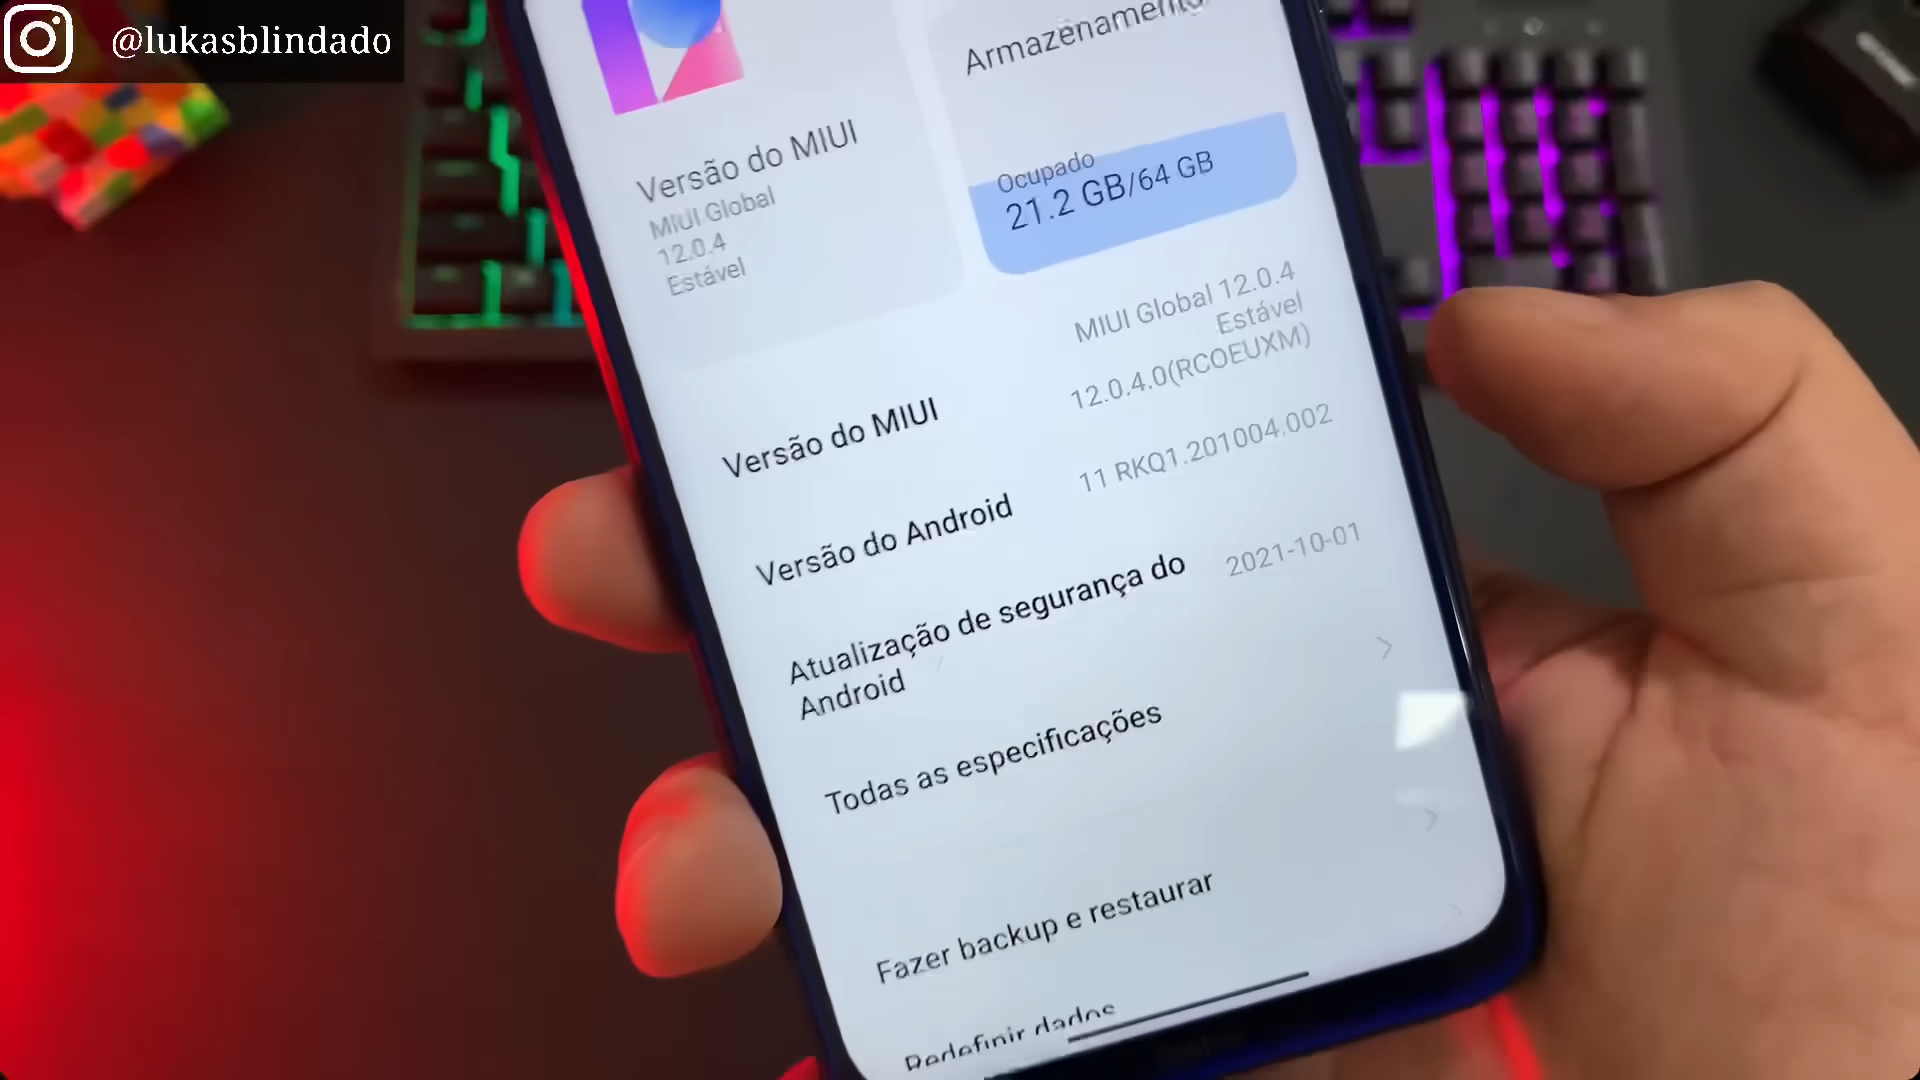 @lukasblindado
Armazenamento
Versão do MIUI
MIUI Global
12.0.4
Estável
Ocupado
21.2 GB/64 GB
MIUI Global 12.0.4
Estável
12.0.4.0(RCOEUXM)
Versão do MIUI
11 RKQ1.201004.002
Versão do Android
2021-10-01
Atualização de segurança do
Android
Todas as especificações
Fazer backup e restaurar
Redefinir dados